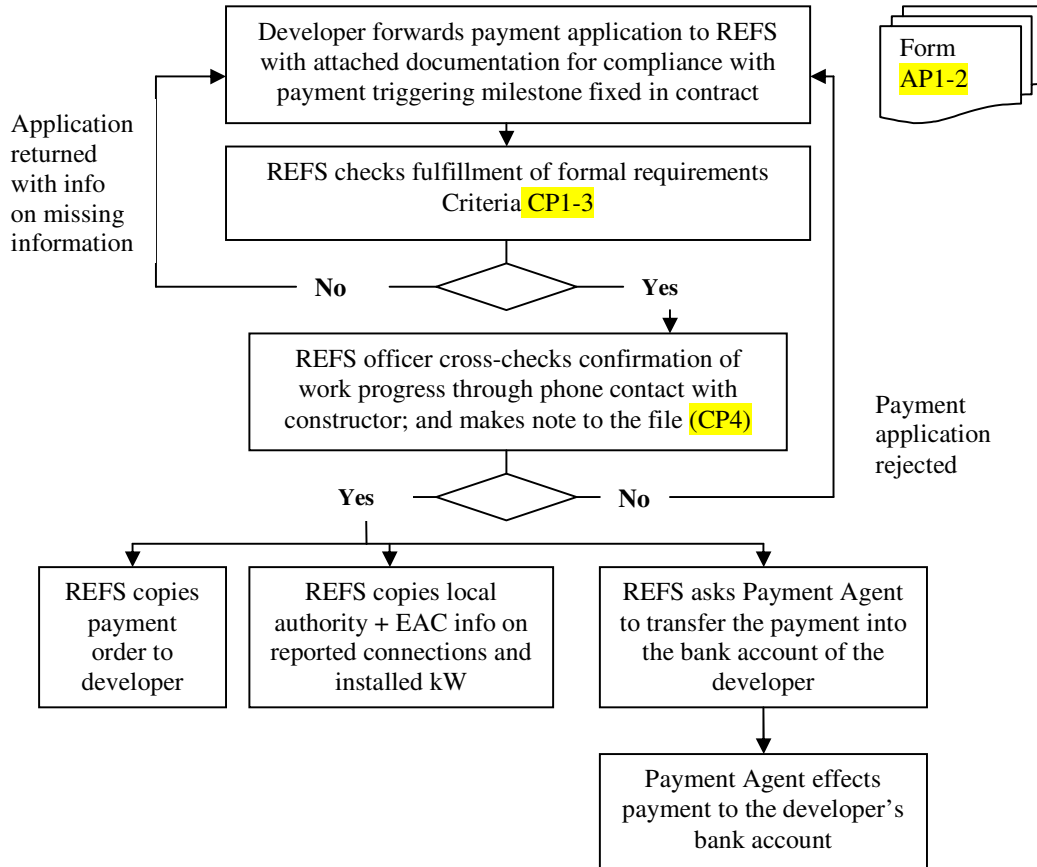 Developer forwards payment application to REFS
with attached documentation for compliance with
payment triggering milestone fixed in contract
Form
AP1-2
Application
returned
with info
on missing
information
REFS checks fulfillment of formal requirements
Criteria CP1-3
No
Yes
REFS officer cross-checks confirmation of
work progress through phone contact with
constructor; and makes note to the file (CP4)
Payment
application
rejected
Yes
No
REFS copies
payment
order to
developer
REFS copies local
authority + EAC info on
reported connections and
installed kW
REFS asks Payment Agent
to transfer the payment into
the bank account of the
developer
Payment Agent effects
payment to the developer's
bank account